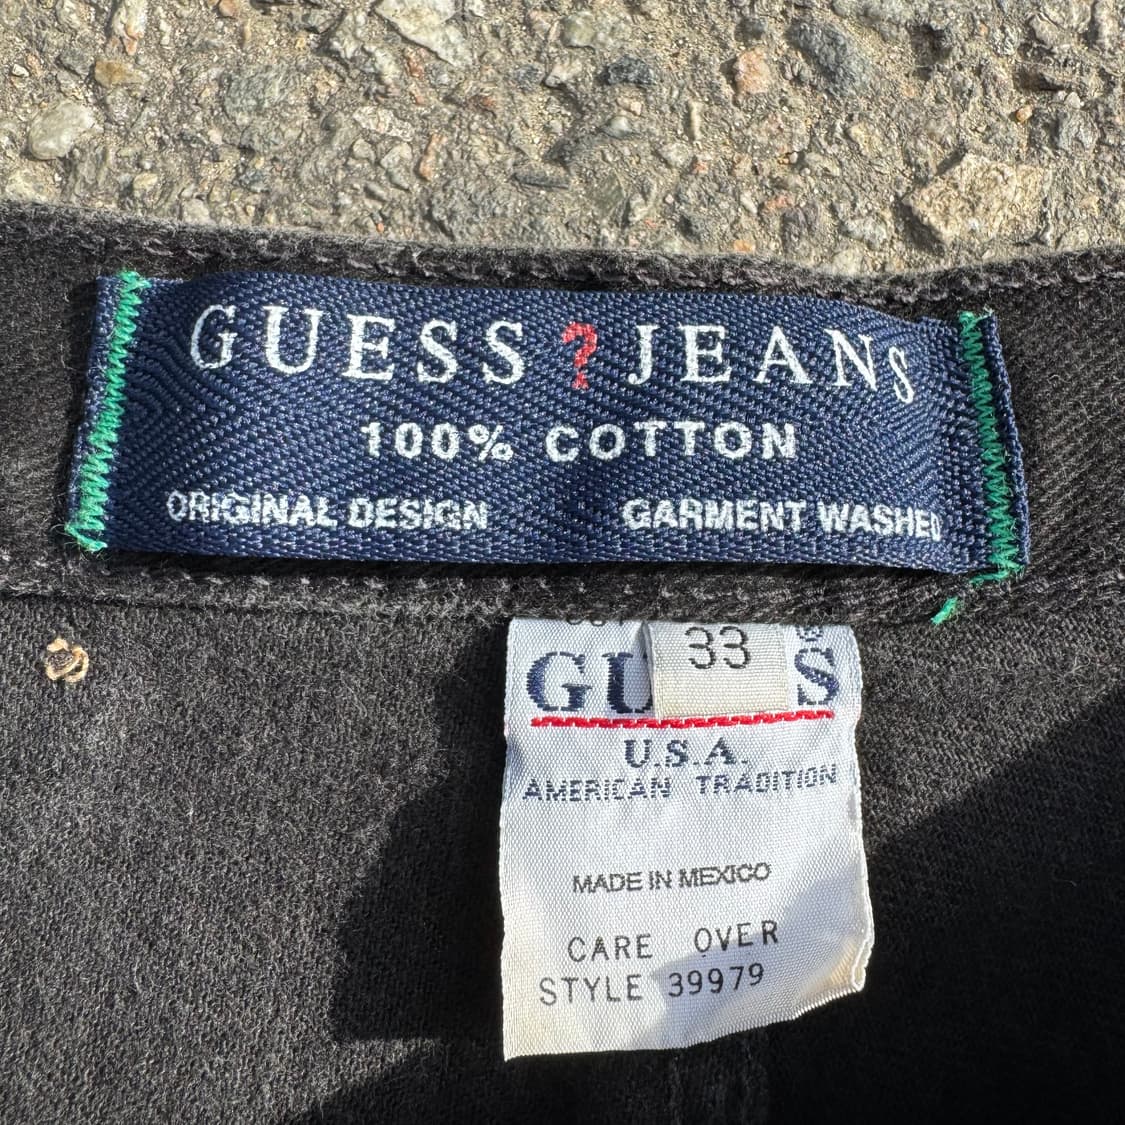 GUESS ? JEANS
100% COTTON
ORIGINAL DESIGN GARMENT WASHED
33
GU S
U.S.A.
AMERICAN TRADITION
MADE IN MEXICO
CARE OVER
STYLE 39979